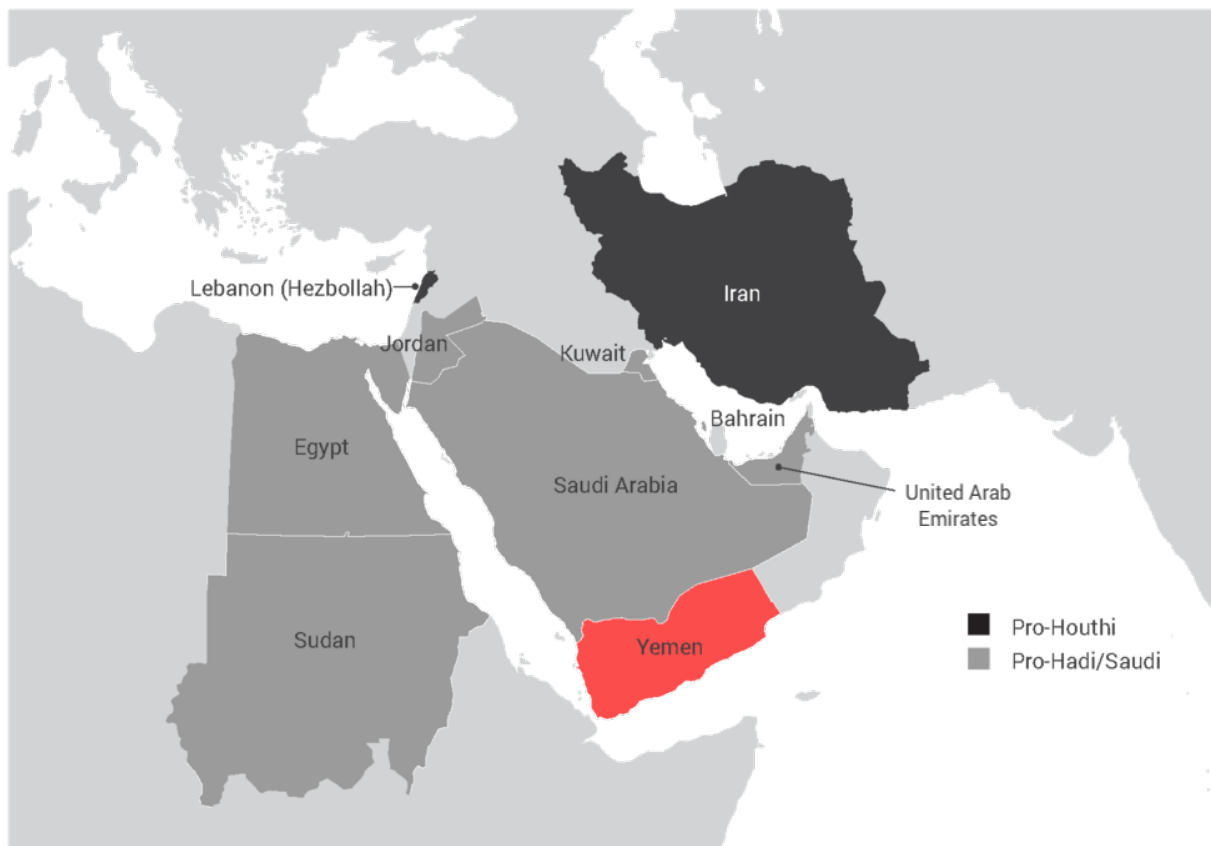 Lebanon (Hezbollah)
Iran
Jordan
Kuwait
Bahrain
Egypt
Saudi Arabia
United Arab
Emirates
Sudan
Yemen
Pro-Houthi
Pro-Hadi/Saudi